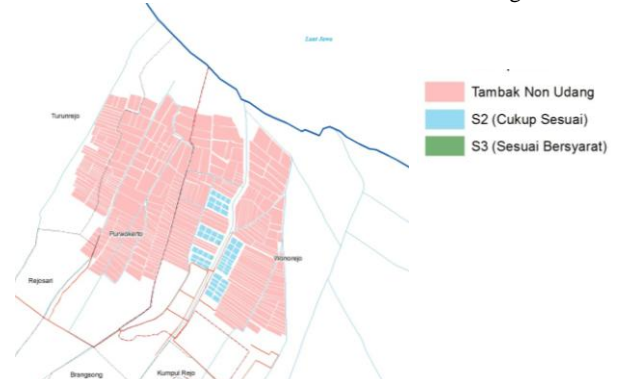 Laut Jawa
Tambak Non Udang
Turunrejo
S2 (Cukup Sesuai)
S3 (Sesuai Bersyarat)
Purwokerto
Wonorejo
Rejosari
Brangsong
Kumpul Rejo